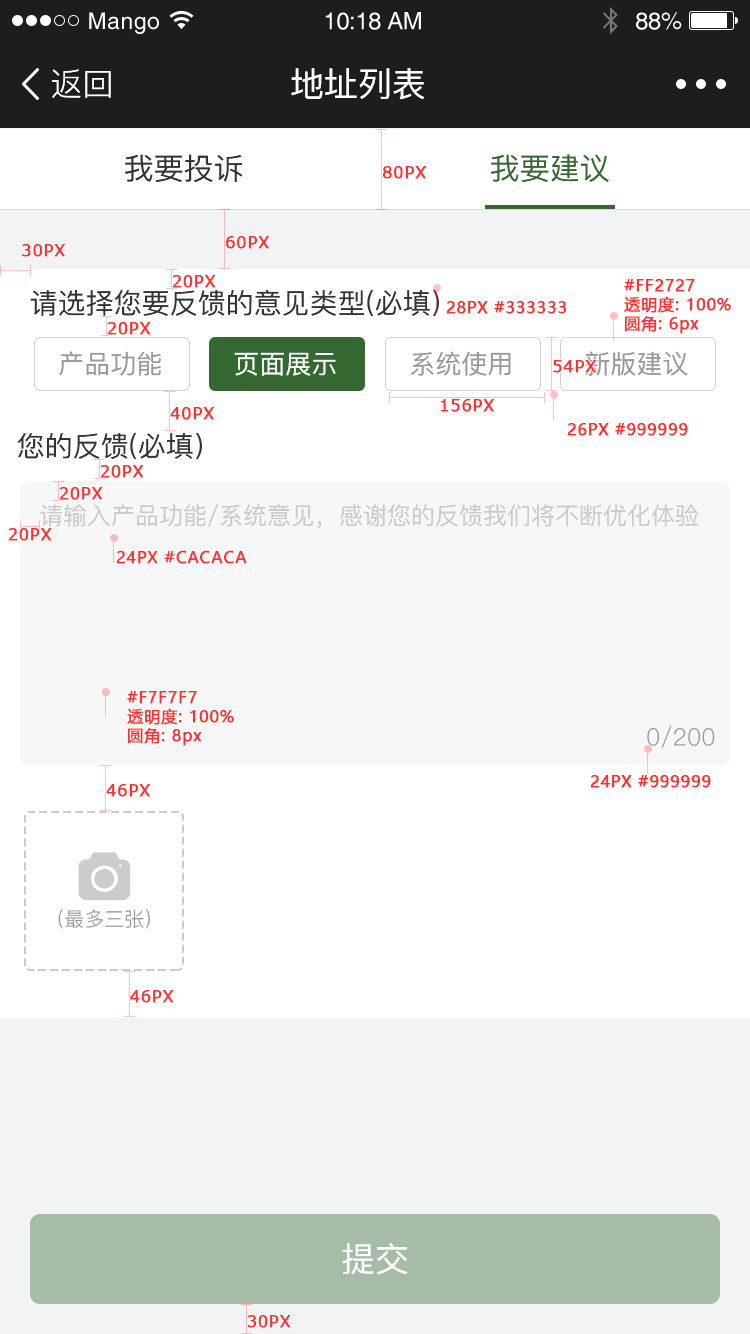 Mango 10:18 AM 88%
返回 地址列表
我要投诉 80PX 我要建议
30PX 60PX
20PX
请选择您要反馈的意见类型(必填) 28PX #333333
#FF2727
透明度: 100%
圆角: 6px
20PX
产品功能 页面展示 系统使用 54PX 新版建议
40PX 156PX
26PX #999999
您的反馈(必填)
20PX
20PX
请输入产品功能/系统意见，感谢您的反馈我们将不断优化体验
20PX
24PX #CACACA
#F7F7F7
透明度: 100%
圆角: 8px
0/200
24PX #999999
46PX
(最多三张)
46PX
提交
30PX